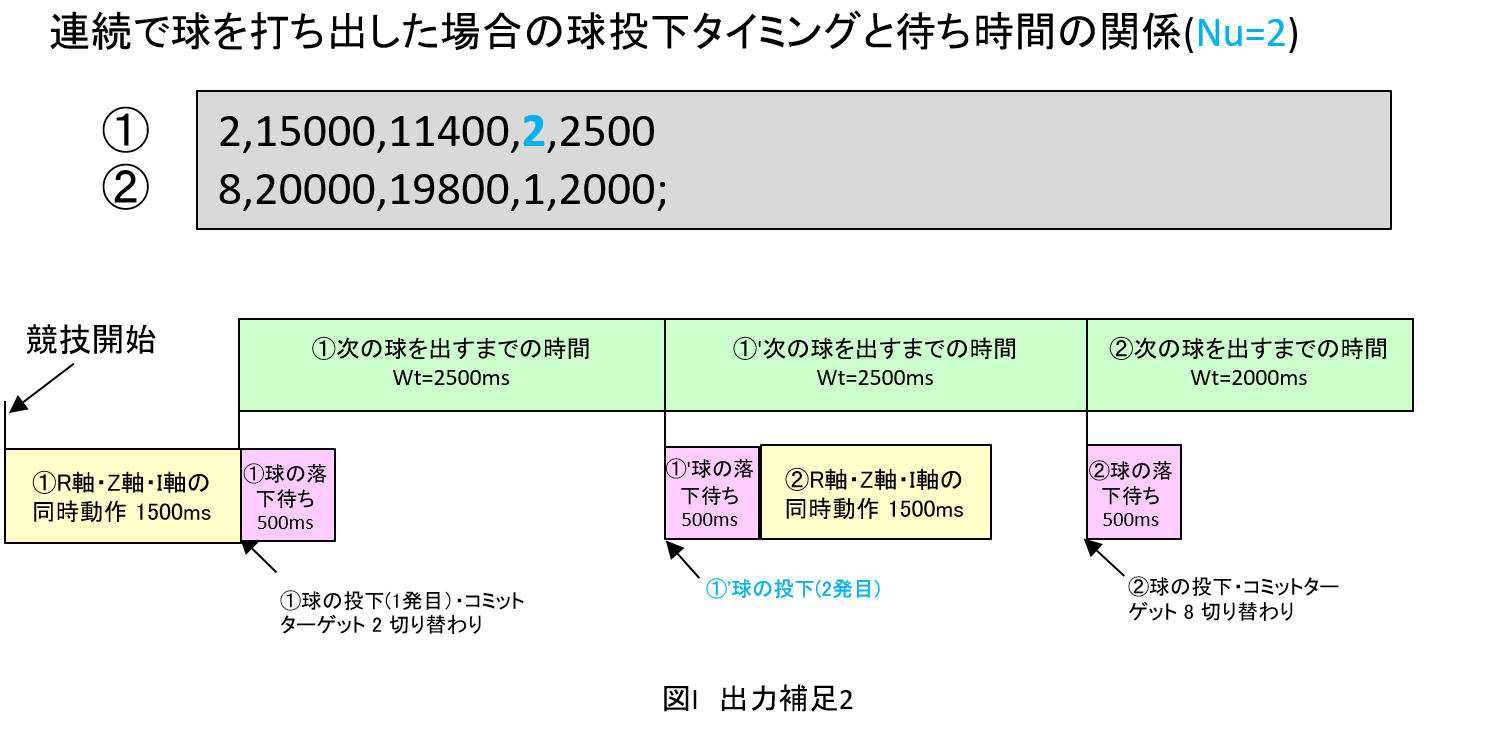 連続で球を打ち出した場合の球投下タイミングと待ち時間の関係(Nu=2)
① 2,15000,11400,2,2500
② 8,20000,19800,1,2000;
競技開始
①次の球を出すまでの時間
Wt=2500ms
①'次の球を出すまでの時間
Wt=2500ms
②次の球を出すまでの時間
Wt=2000ms
①R軸・Z軸・I軸の
同時動作 1500ms
①球の落
下待ち
500ms
①'球の落
下待ち
500ms
②R軸・Z軸・I軸の
同時動作 1500ms
②球の落
下待ち
500ms
①球の投下(1発目)・コミット
ターゲット 2 切り替わり
①'球の投下(2発目)
②球の投下・コミットター
ゲット 8 切り替わり
図I 出力補足2